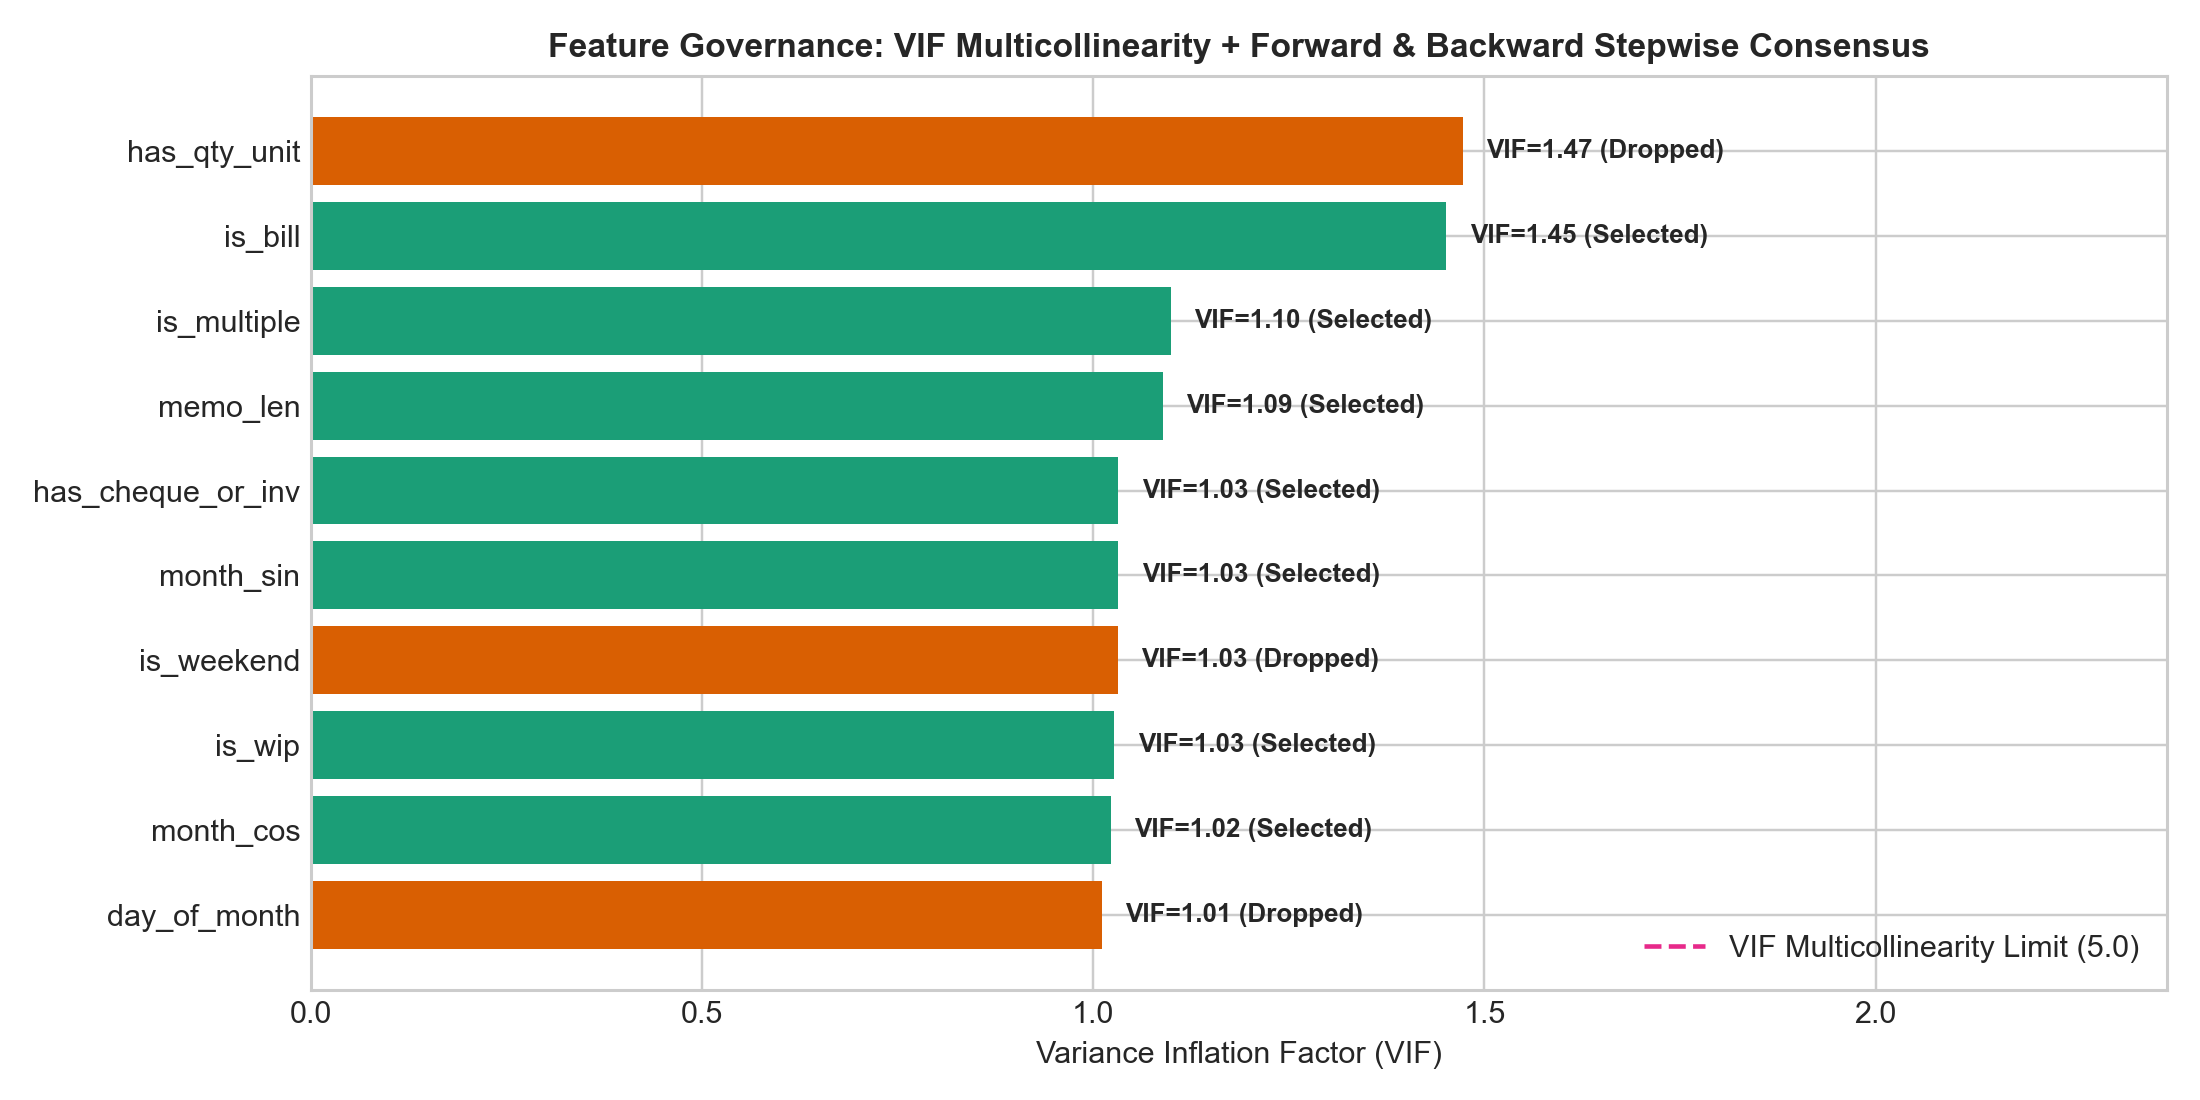 Feature Governance: VIF Multicollinearity + Forward & Backward Stepwise Consensus
has_qty_unit
VIF=1.47 (Dropped)
is_bill
VIF=1.45 (Selected)
is_multiple
VIF=1.10 (Selected)
memo_len
VIF=1.09 (Selected)
has_cheque_or_inv
VIF=1.03 (Selected)
month_sin
VIF=1.03 (Selected)
is_weekend
VIF=1.03 (Dropped)
is_wip
VIF=1.03 (Selected)
month_cos
VIF=1.02 (Selected)
day_of_month
VIF=1.01 (Dropped)
VIF Multicollinearity Limit (5.0)
0.0 0.5 1.0 1.5 2.0
Variance Inflation Factor (VIF)